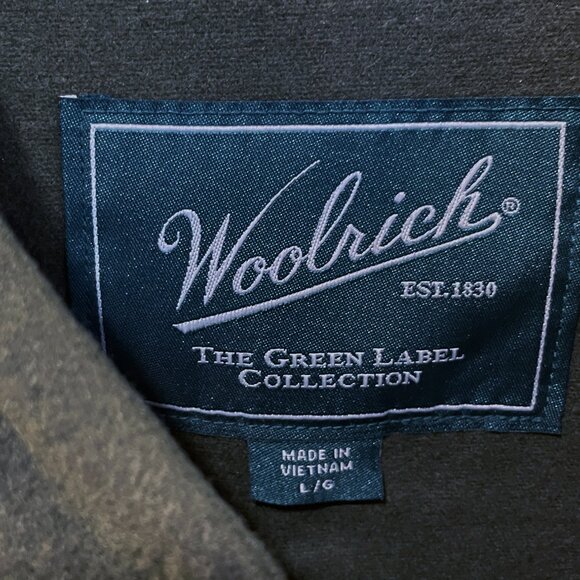 Woolrich®
EST.1830
THE GREEN LABEL
COLLECTION
MADE IN
VIETNAM
L/G